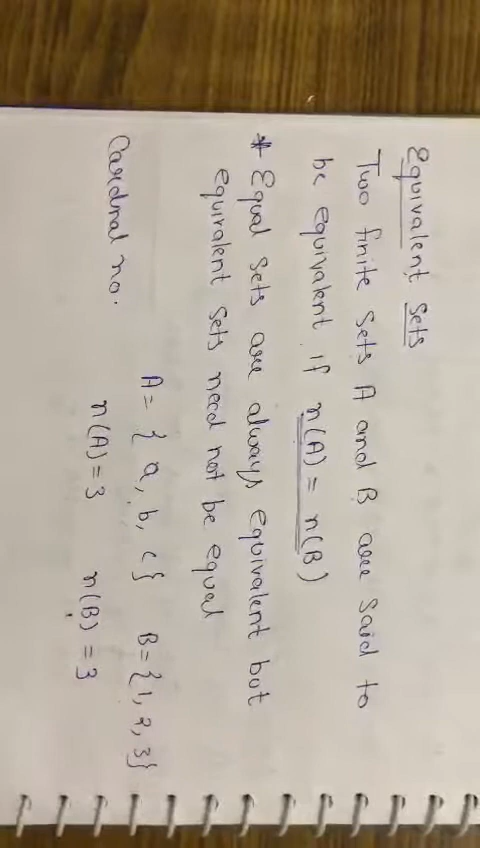 Equivalent Sets
Two finite sets A and B are said to
be equivalent if n(A) = n(B)
* Equal sets are always equivalent but
equivalent sets need not be equal
Cardinal no.
A = { a, b, c} B = {1, 2, 3}
n(A) = 3 n(B) = 3